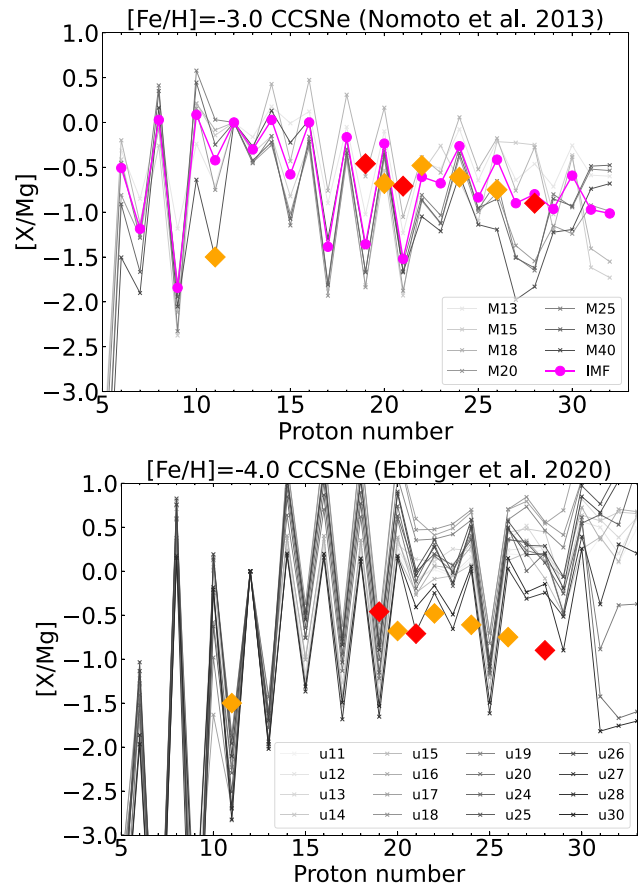 [Fe/H]=-3.0 CCSNe (Nomoto et al. 2013)
1.0
0.5
0.0
−0.5
−1.0
−1.5
−2.0
−2.5
−3.0
[X/Mg]
M13
M15
M18
M20
M25
M30
M40
IMF
5 10 15 20 25 30
Proton number
[Fe/H]=-4.0 CCSNe (Ebinger et al. 2020)
1.0
0.5
0.0
−0.5
−1.0
−1.5
−2.0
−2.5
−3.0
[X/Mg]
u11
u12
u13
u14
u15
u16
u17
u18
u19
u20
u24
u25
u26
u27
u28
u30
5 10 15 20 25 30
Proton number